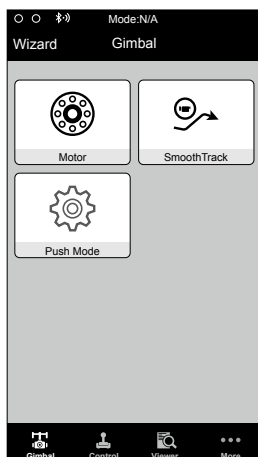 Mode:N/A
Wizard Gimbal
Motor SmoothTrack
Push Mode
Gimbal Control Viewer More